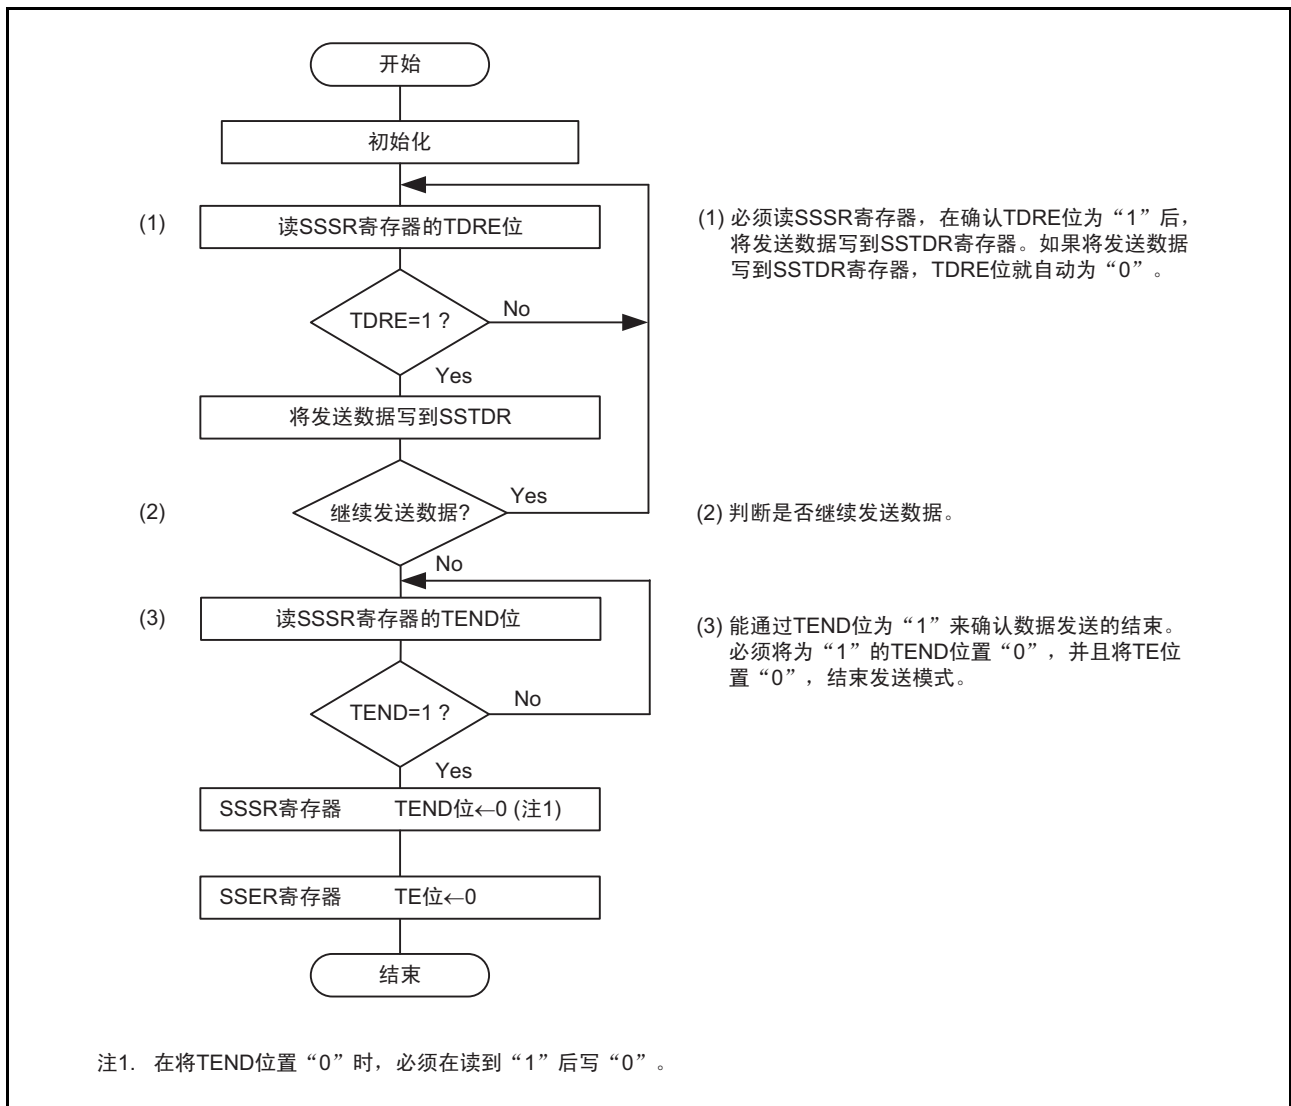 开始
初始化
(1)
读SSSR寄存器的TDRE位
(1) 必须读SSSR寄存器，在确认TDRE位为“1”后，
将发送数据写到SSTDR寄存器。如果将发送数据
写到SSTDR寄存器，TDRE位就自动为“0”。
TDRE=1 ?
No
Yes
将发送数据写到SSTDR
(2)
继续发送数据?
Yes
(2) 判断是否继续发送数据。
No
(3)
读SSSR寄存器的TEND位
(3) 能通过TEND位为“1”来确认数据发送的结束。
必须将为“1”的TEND位置“0”，并且将TE位
置“0”，结束发送模式。
TEND=1 ?
No
Yes
SSSR寄存器 TEND位←0 (注1)
SSER寄存器 TE位←0
结束
注1. 在将TEND位置“0”时，必须在读到“1”后写“0”。